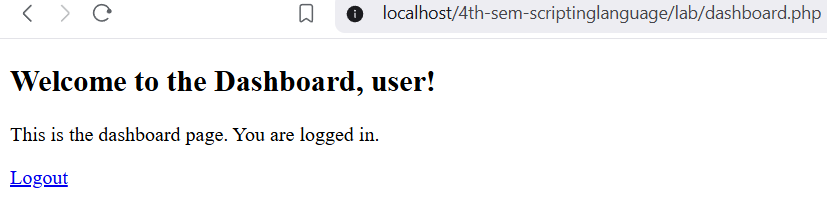 localhost/4th-sem-scriptinglanguage/lab/dashboard.php
Welcome to the Dashboard, user!
This is the dashboard page. You are logged in.
Logout